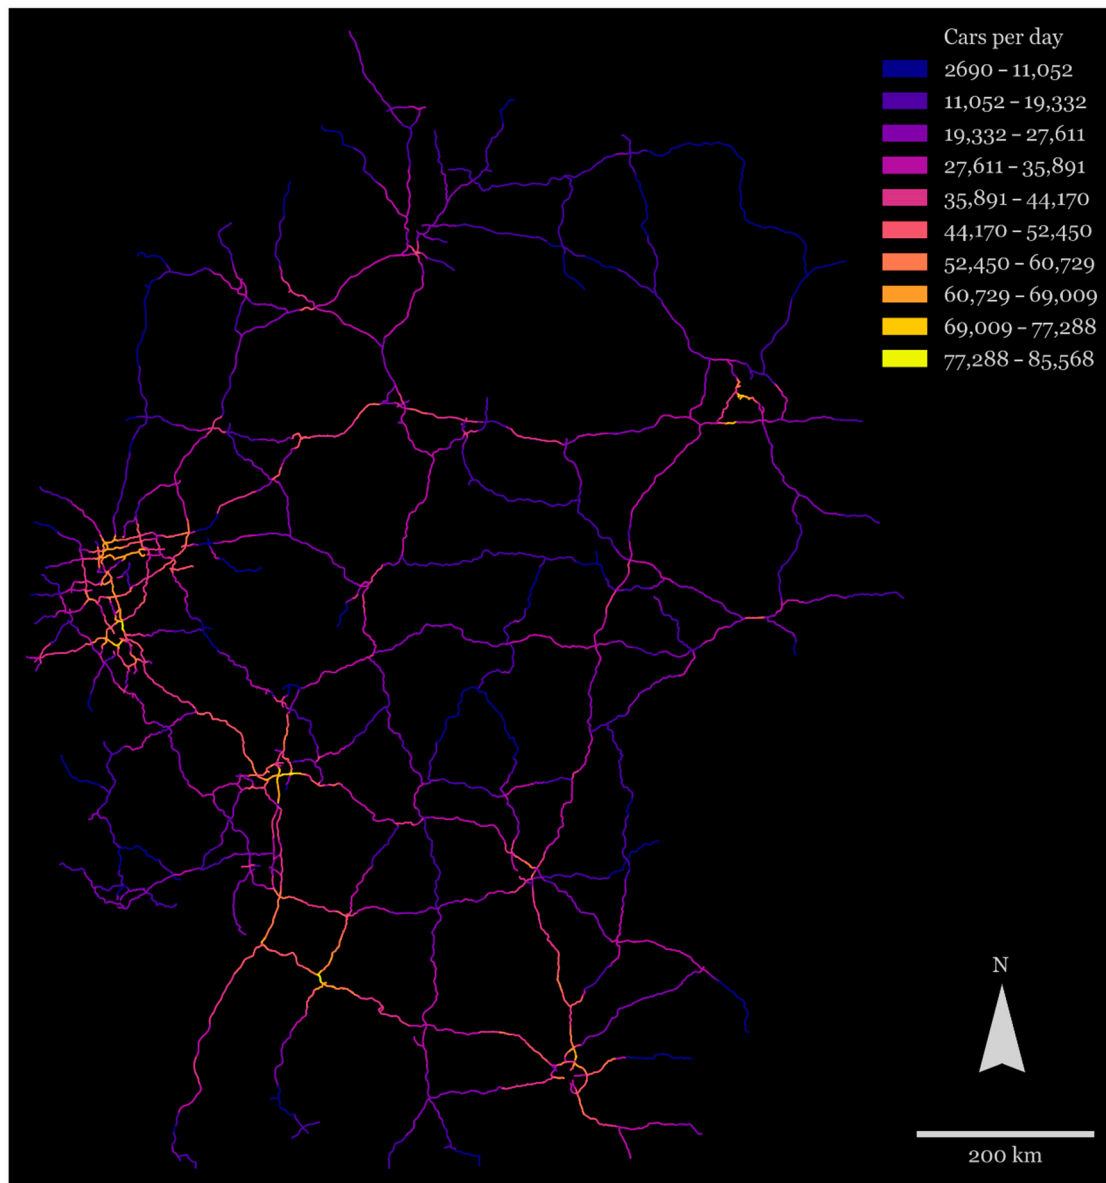 Cars per day
2690 – 11,052
11,052 – 19,332
19,332 – 27,611
27,611 – 35,891
35,891 – 44,170
44,170 – 52,450
52,450 – 60,729
60,729 – 69,009
69,009 – 77,288
77,288 – 85,568
N
200 km